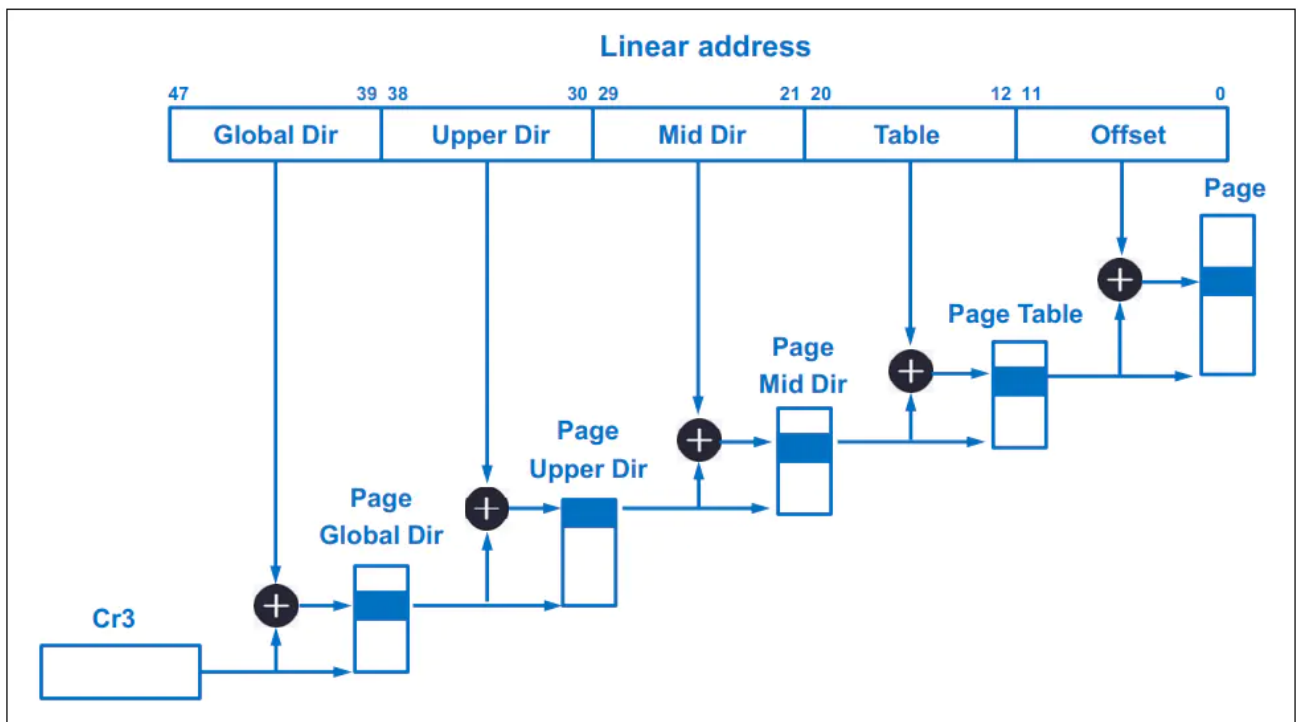 Linear address
47 39 38 30 29 21 20 12 11 0
Global Dir Upper Dir Mid Dir Table Offset
Page
Page Table
Page
Mid Dir
Page
Upper Dir
Page
Global Dir
Cr3